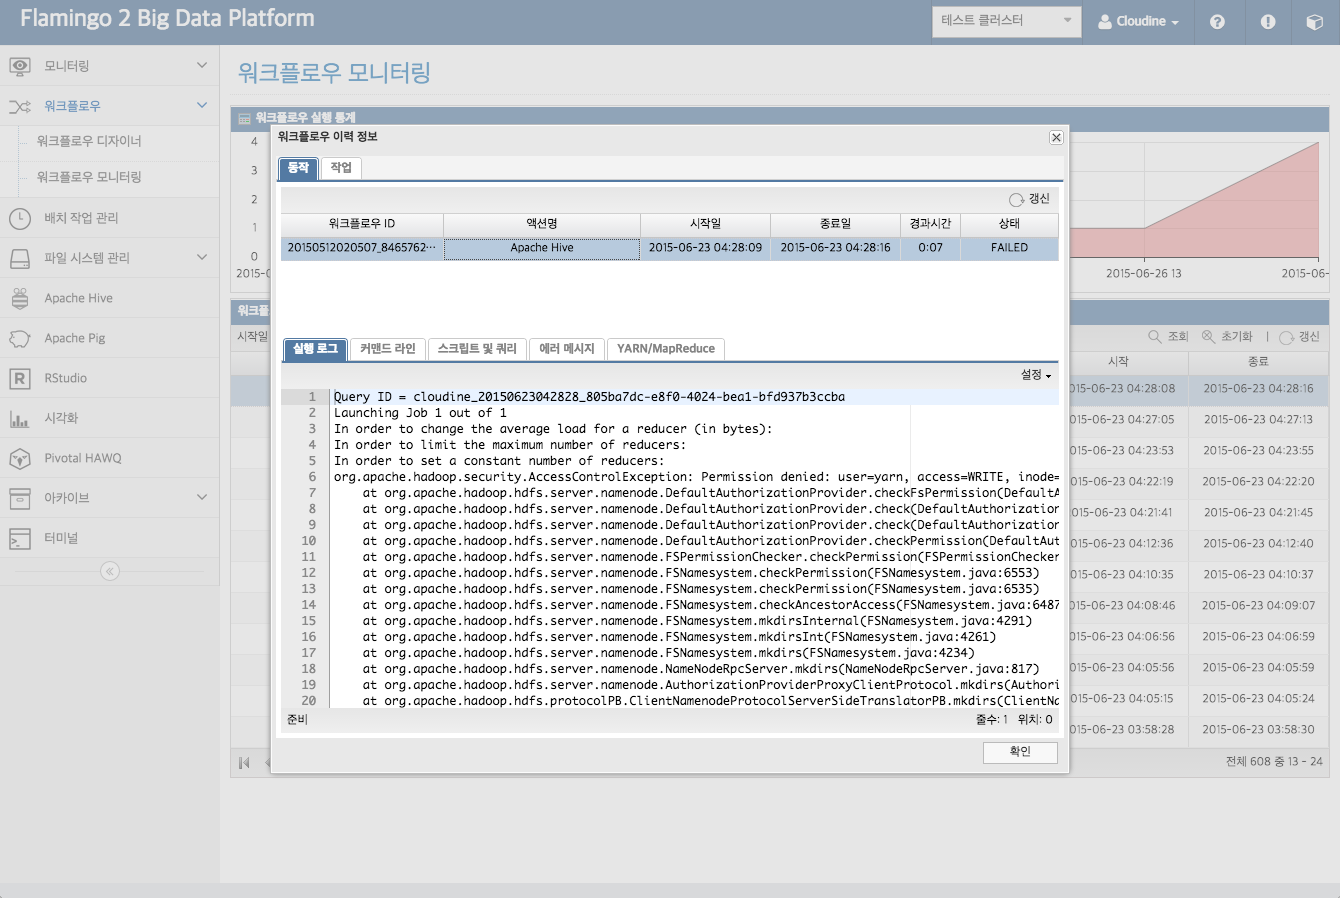 Flamingo 2 Big Data Platform
테스트 클러스터
Cloudine
모니터링
워크플로우
워크플로우 디자이너
워크플로우 모니터링
배치 작업 관리
파일 시스템 관리
Apache Hive
Apache Pig
RStudio
시각화
Pivotal HAWQ
아카이브
터미널
워크플로우 모니터링
워크플로우 실행 통계
4
3
2
1
0
2015-0
2015-06-26 13
2015-06-
워크플
시작일
조회
초기화
갱신
시작 종료
015-06-23 04:28:08 2015-06-23 04:28:16
015-06-23 04:27:05 2015-06-23 04:27:13
015-06-23 04:23:53 2015-06-23 04:23:55
015-06-23 04:22:19 2015-06-23 04:22:20
015-06-23 04:21:41 2015-06-23 04:21:45
015-06-23 04:12:36 2015-06-23 04:12:40
015-06-23 04:10:35 2015-06-23 04:10:37
015-06-23 04:08:46 2015-06-23 04:09:07
015-06-23 04:06:56 2015-06-23 04:06:59
015-06-23 04:05:56 2015-06-23 04:05:59
015-06-23 04:05:15 2015-06-23 04:05:24
015-06-23 03:58:28 2015-06-23 03:58:30
전체 608 중 13 - 24
워크플로우 이력 정보
동작 작업
갱신
워크플로우 ID 액션명 시작일 종료일 경과시간 상태
20150512020507_8465762··· Apache Hive 2015-06-23 04:28:09 2015-06-23 04:28:16 0:07 FAILED
실행 로그 커맨드 라인 스크립트 및 쿼리 에러 메시지 YARN/MapReduce
설정
1 Query ID = cloudine_20150623042828_805ba7dc-e8f0-4024-bea1-bfd937b3ccba
2 Launching Job 1 out of 1
3 In order to change the average load for a reducer (in bytes):
4 In order to limit the maximum number of reducers:
5 In order to set a constant number of reducers:
6 org.apache.hadoop.security.AccessControlException: Permission denied: user=yarn, access=WRITE, inode=
7 at org.apache.hadoop.hdfs.server.namenode.DefaultAuthorizationProvider.checkFsPermission(DefaultA
8 at org.apache.hadoop.hdfs.server.namenode.DefaultAuthorizationProvider.check(DefaultAuthorization
9 at org.apache.hadoop.hdfs.server.namenode.DefaultAuthorizationProvider.check(DefaultAuthorization
10 at org.apache.hadoop.hdfs.server.namenode.DefaultAuthorizationProvider.checkPermission(DefaultAut
11 at org.apache.hadoop.hdfs.server.namenode.FSPermissionChecker.checkPermission(FSPermissionChecker
12 at org.apache.hadoop.hdfs.server.namenode.FSNamesystem.checkPermission(FSNamesystem.java:6553)
13 at org.apache.hadoop.hdfs.server.namenode.FSNamesystem.checkPermission(FSNamesystem.java:6535)
14 at org.apache.hadoop.hdfs.server.namenode.FSNamesystem.checkAncestorAccess(FSNamesystem.java:6487
15 at org.apache.hadoop.hdfs.server.namenode.FSNamesystem.mkdirsInternal(FSNamesystem.java:4291)
16 at org.apache.hadoop.hdfs.server.namenode.FSNamesystem.mkdirsInt(FSNamesystem.java:4261)
17 at org.apache.hadoop.hdfs.server.namenode.FSNamesystem.mkdirs(FSNamesystem.java:4234)
18 at org.apache.hadoop.hdfs.server.namenode.NameNodeRpcServer.mkdirs(NameNodeRpcServer.java:817)
19 at org.apache.hadoop.hdfs.server.namenode.AuthorizationProviderProxyClientProtocol.mkdirs(Authori
20 at org.apache.hadoop.hdfs.protocolPB.ClientNamenodeProtocolServerSideTranslatorPB.mkdirs(ClientNa
준비 줄수: 1 위치: 0
확인